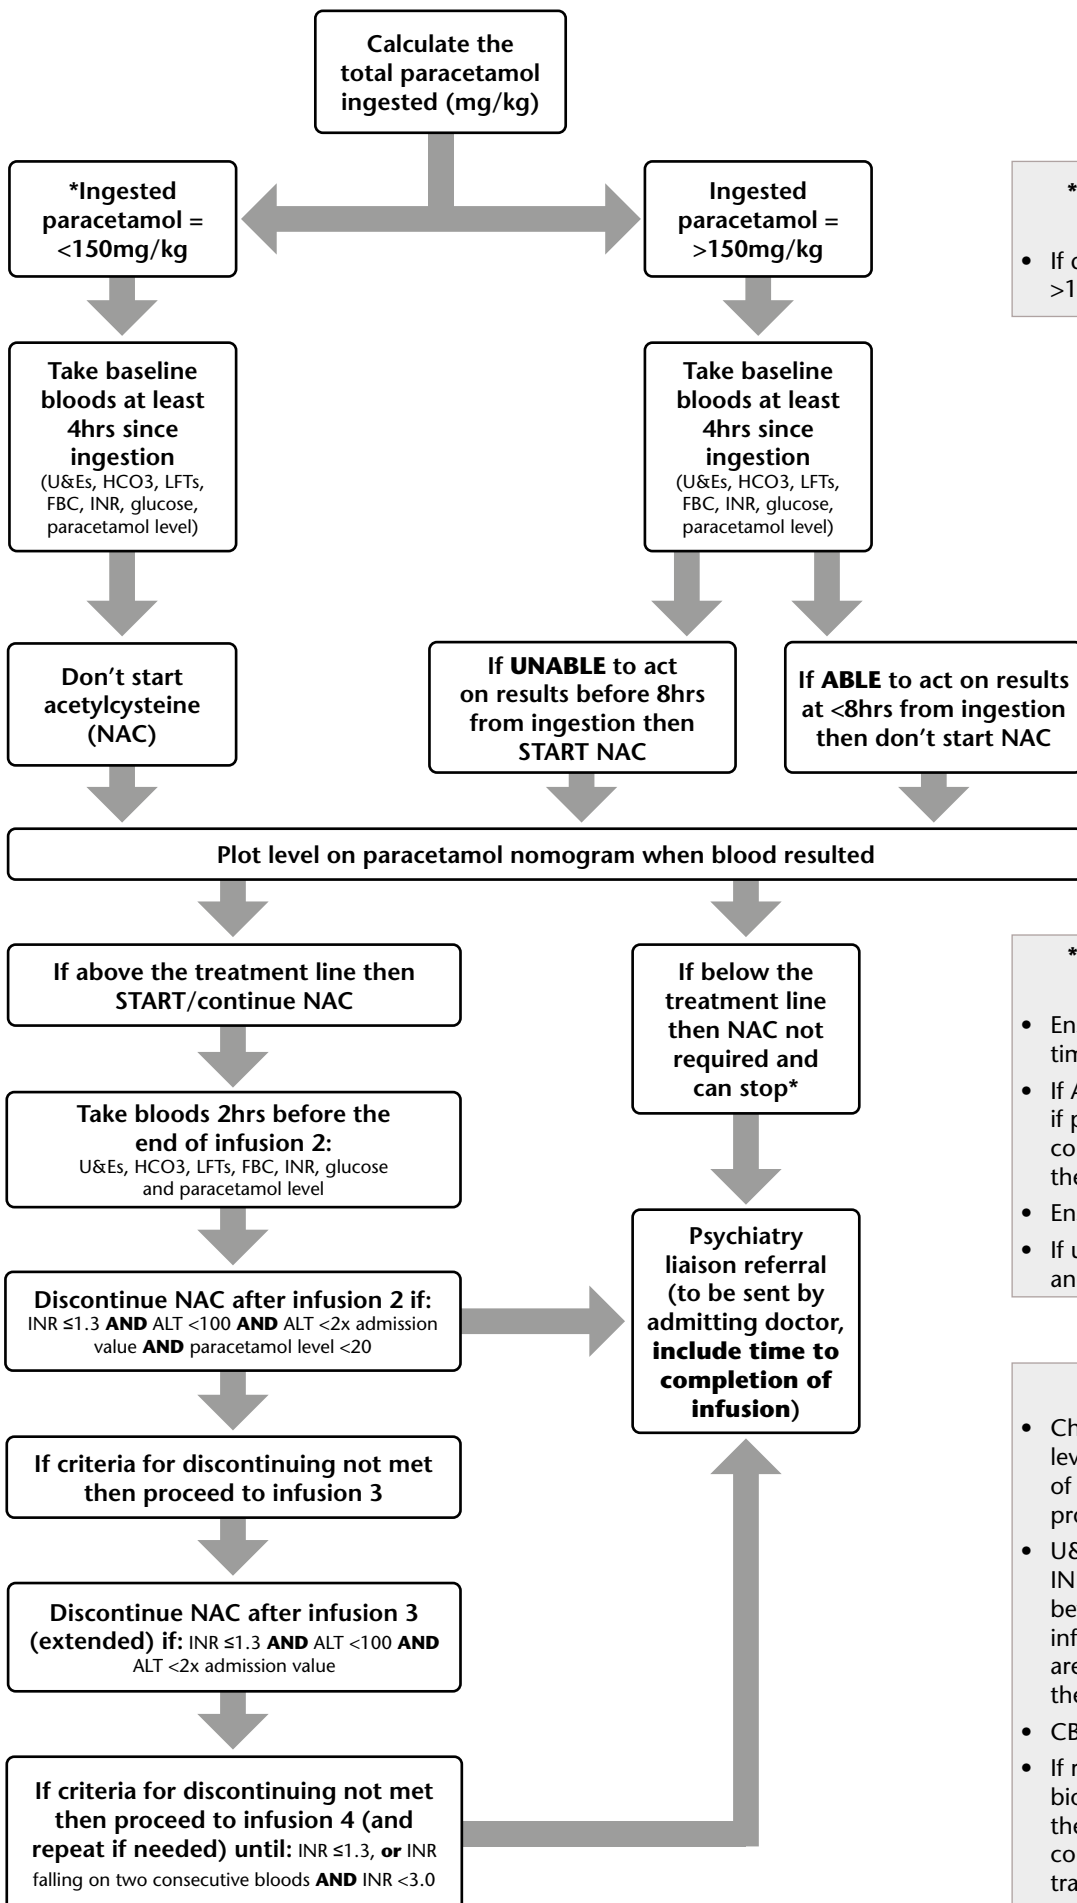 Calculate the
total paracetamol
ingested (mg/kg)
*Ingested
paracetamol =
<150mg/kg
Ingested
paracetamol =
>150mg/kg
*
• If
>1
Take baseline
bloods at least
4hrs since
ingestion
(U&Es, HCO3, LFTs,
FBC, INR, glucose,
paracetamol level)
Take baseline
bloods at least
4hrs since
ingestion
(U&Es, HCO3, LFTs,
FBC, INR, glucose,
paracetamol level)
Don't start
acetylcysteine
(NAC)
If UNABLE to act
on results before 8hrs
from ingestion then
START NAC
If ABLE to act on results
at <8hrs from ingestion
then don't start NAC
Plot level on paracetamol nomogram when blood resulted
If above the treatment line then
START/continue NAC
If below the
treatment line
then NAC not
required and
can stop*
Take bloods 2hrs before the
end of infusion 2:
U&Es, HCO3, LFTs, FBC, INR, glucose
and paracetamol level
Discontinue NAC after infusion 2 if:
INR ≤1.3 AND ALT <100 AND ALT <2x admission
value AND paracetamol level <20
Psychiatry
liaison referral
(to be sent by
admitting doctor,
include time to
completion of
infusion)
If criteria for discontinuing not met
then proceed to infusion 3
Discontinue NAC after infusion 3
(extended) if: INR ≤1.3 AND ALT <100 AND
ALT <2x admission value
If criteria for discontinuing not met
then proceed to infusion 4 (and
repeat if needed) until: INR ≤1.3, or INR
falling on two consecutive bloods AND INR <3.0
*
• En
tim
• If A
if p
co
the
• En
• If u
an
• Ch
lev
of
pro
• U&
IN
be
inf
are
the
• CB
• If r
bio
the
co
tra